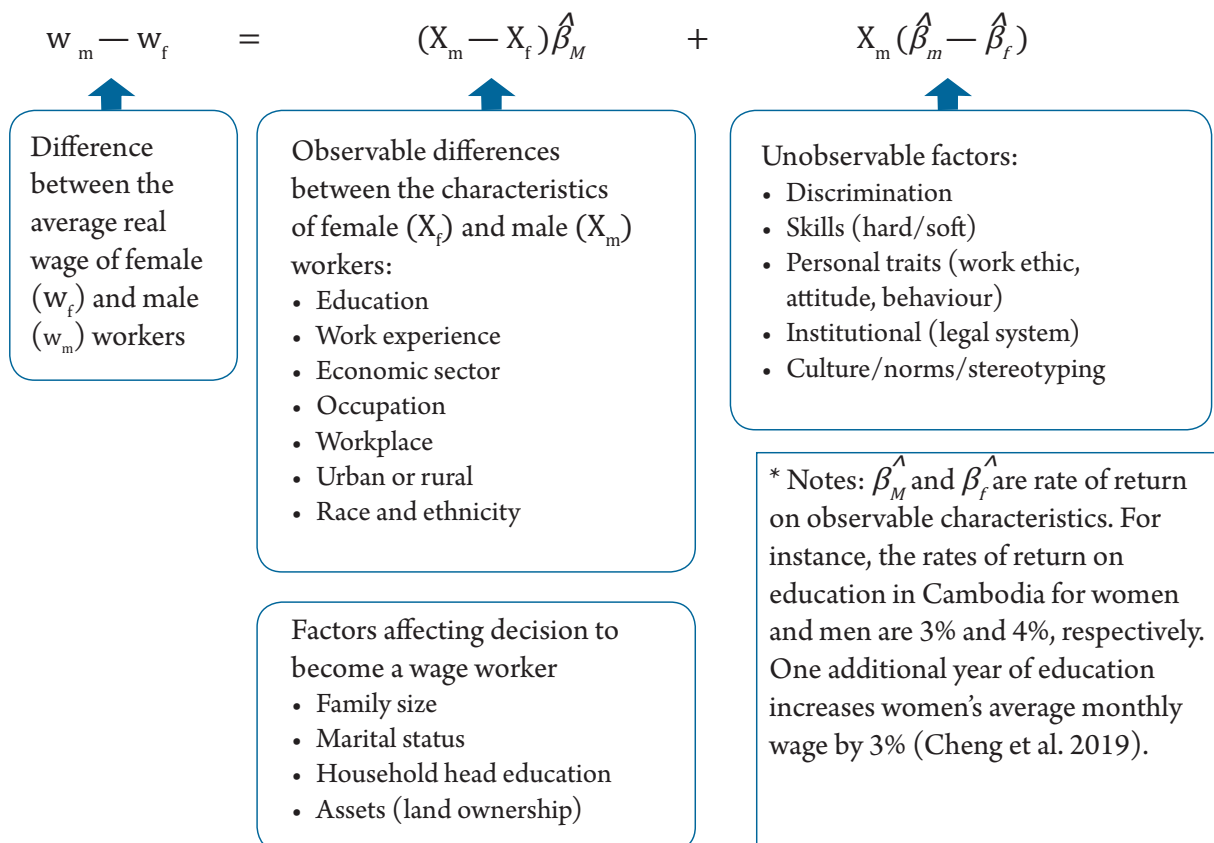 w m — w f = (X m — X f) β̂ M + X m (β̂ m — β̂ f)
Difference
between the
average real
wage of female
(w f) and male
(w m) workers
Observable differences
between the characteristics
of female (X f) and male (X m)
workers:
• Education
• Work experience
• Economic sector
• Occupation
• Workplace
• Urban or rural
• Race and ethnicity
Factors affecting decision to
become a wage worker
• Family size
• Marital status
• Household head education
• Assets (land ownership)
Unobservable factors:
• Discrimination
• Skills (hard/soft)
• Personal traits (work ethic,
attitude, behaviour)
• Institutional (legal system)
• Culture/norms/stereotyping
* Notes: β̂ M and β̂ f are rate of return
on observable characteristics. For
instance, the rates of return on
education in Cambodia for women
and men are 3% and 4%, respectively.
One additional year of education
increases women’s average monthly
wage by 3% (Cheng et al. 2019).